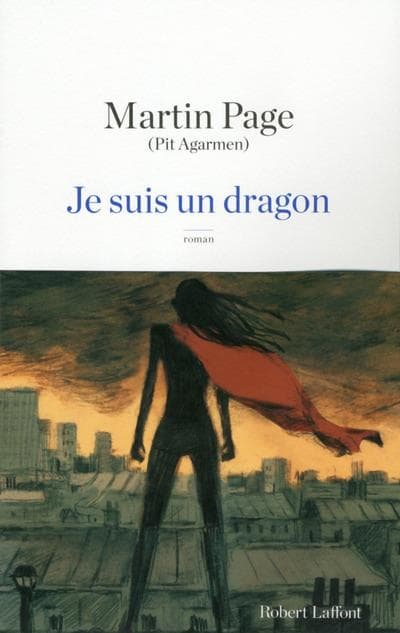 Martin Page
(Pit Agarmen)
Je suis un dragon
roman
Robert Laffont